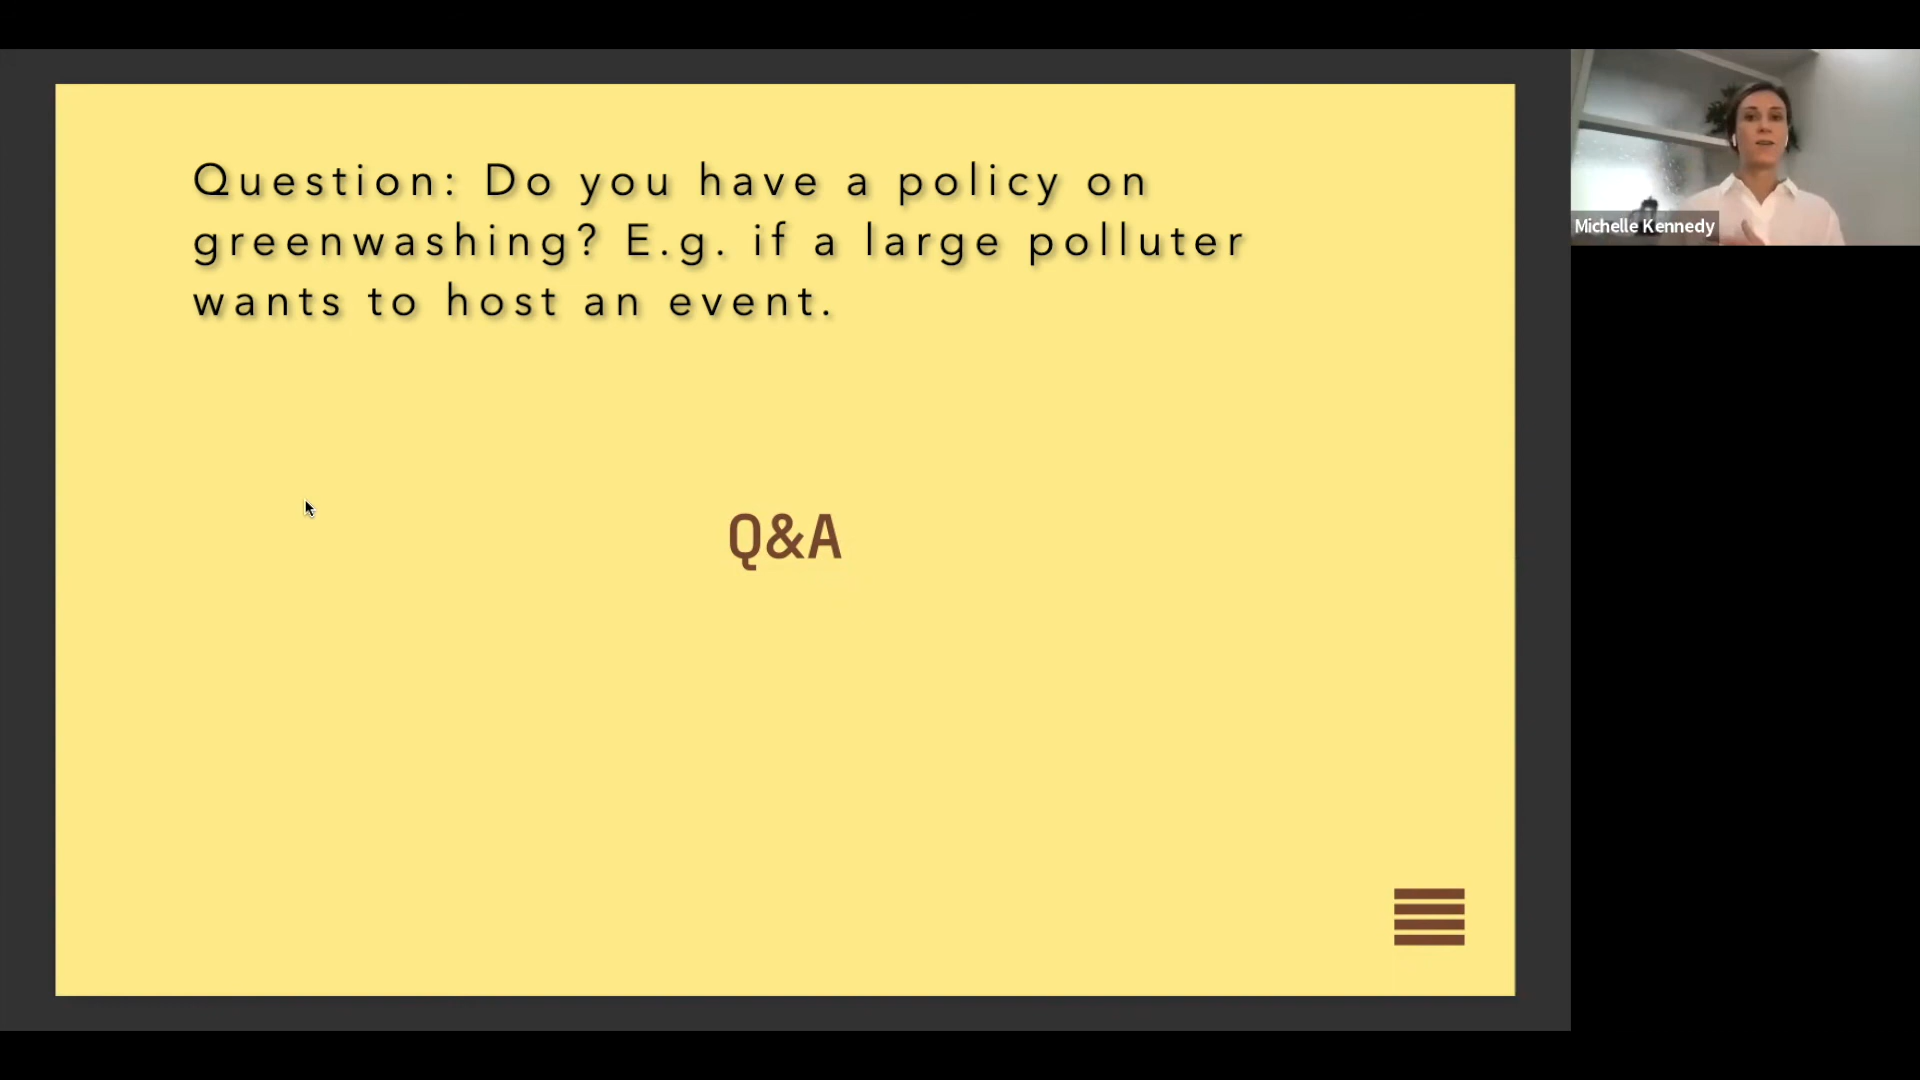 Question: Do you have a policy on
greenwashing? E.g. if a large polluter
wants to host an event.
Q&A
Michelle Kennedy